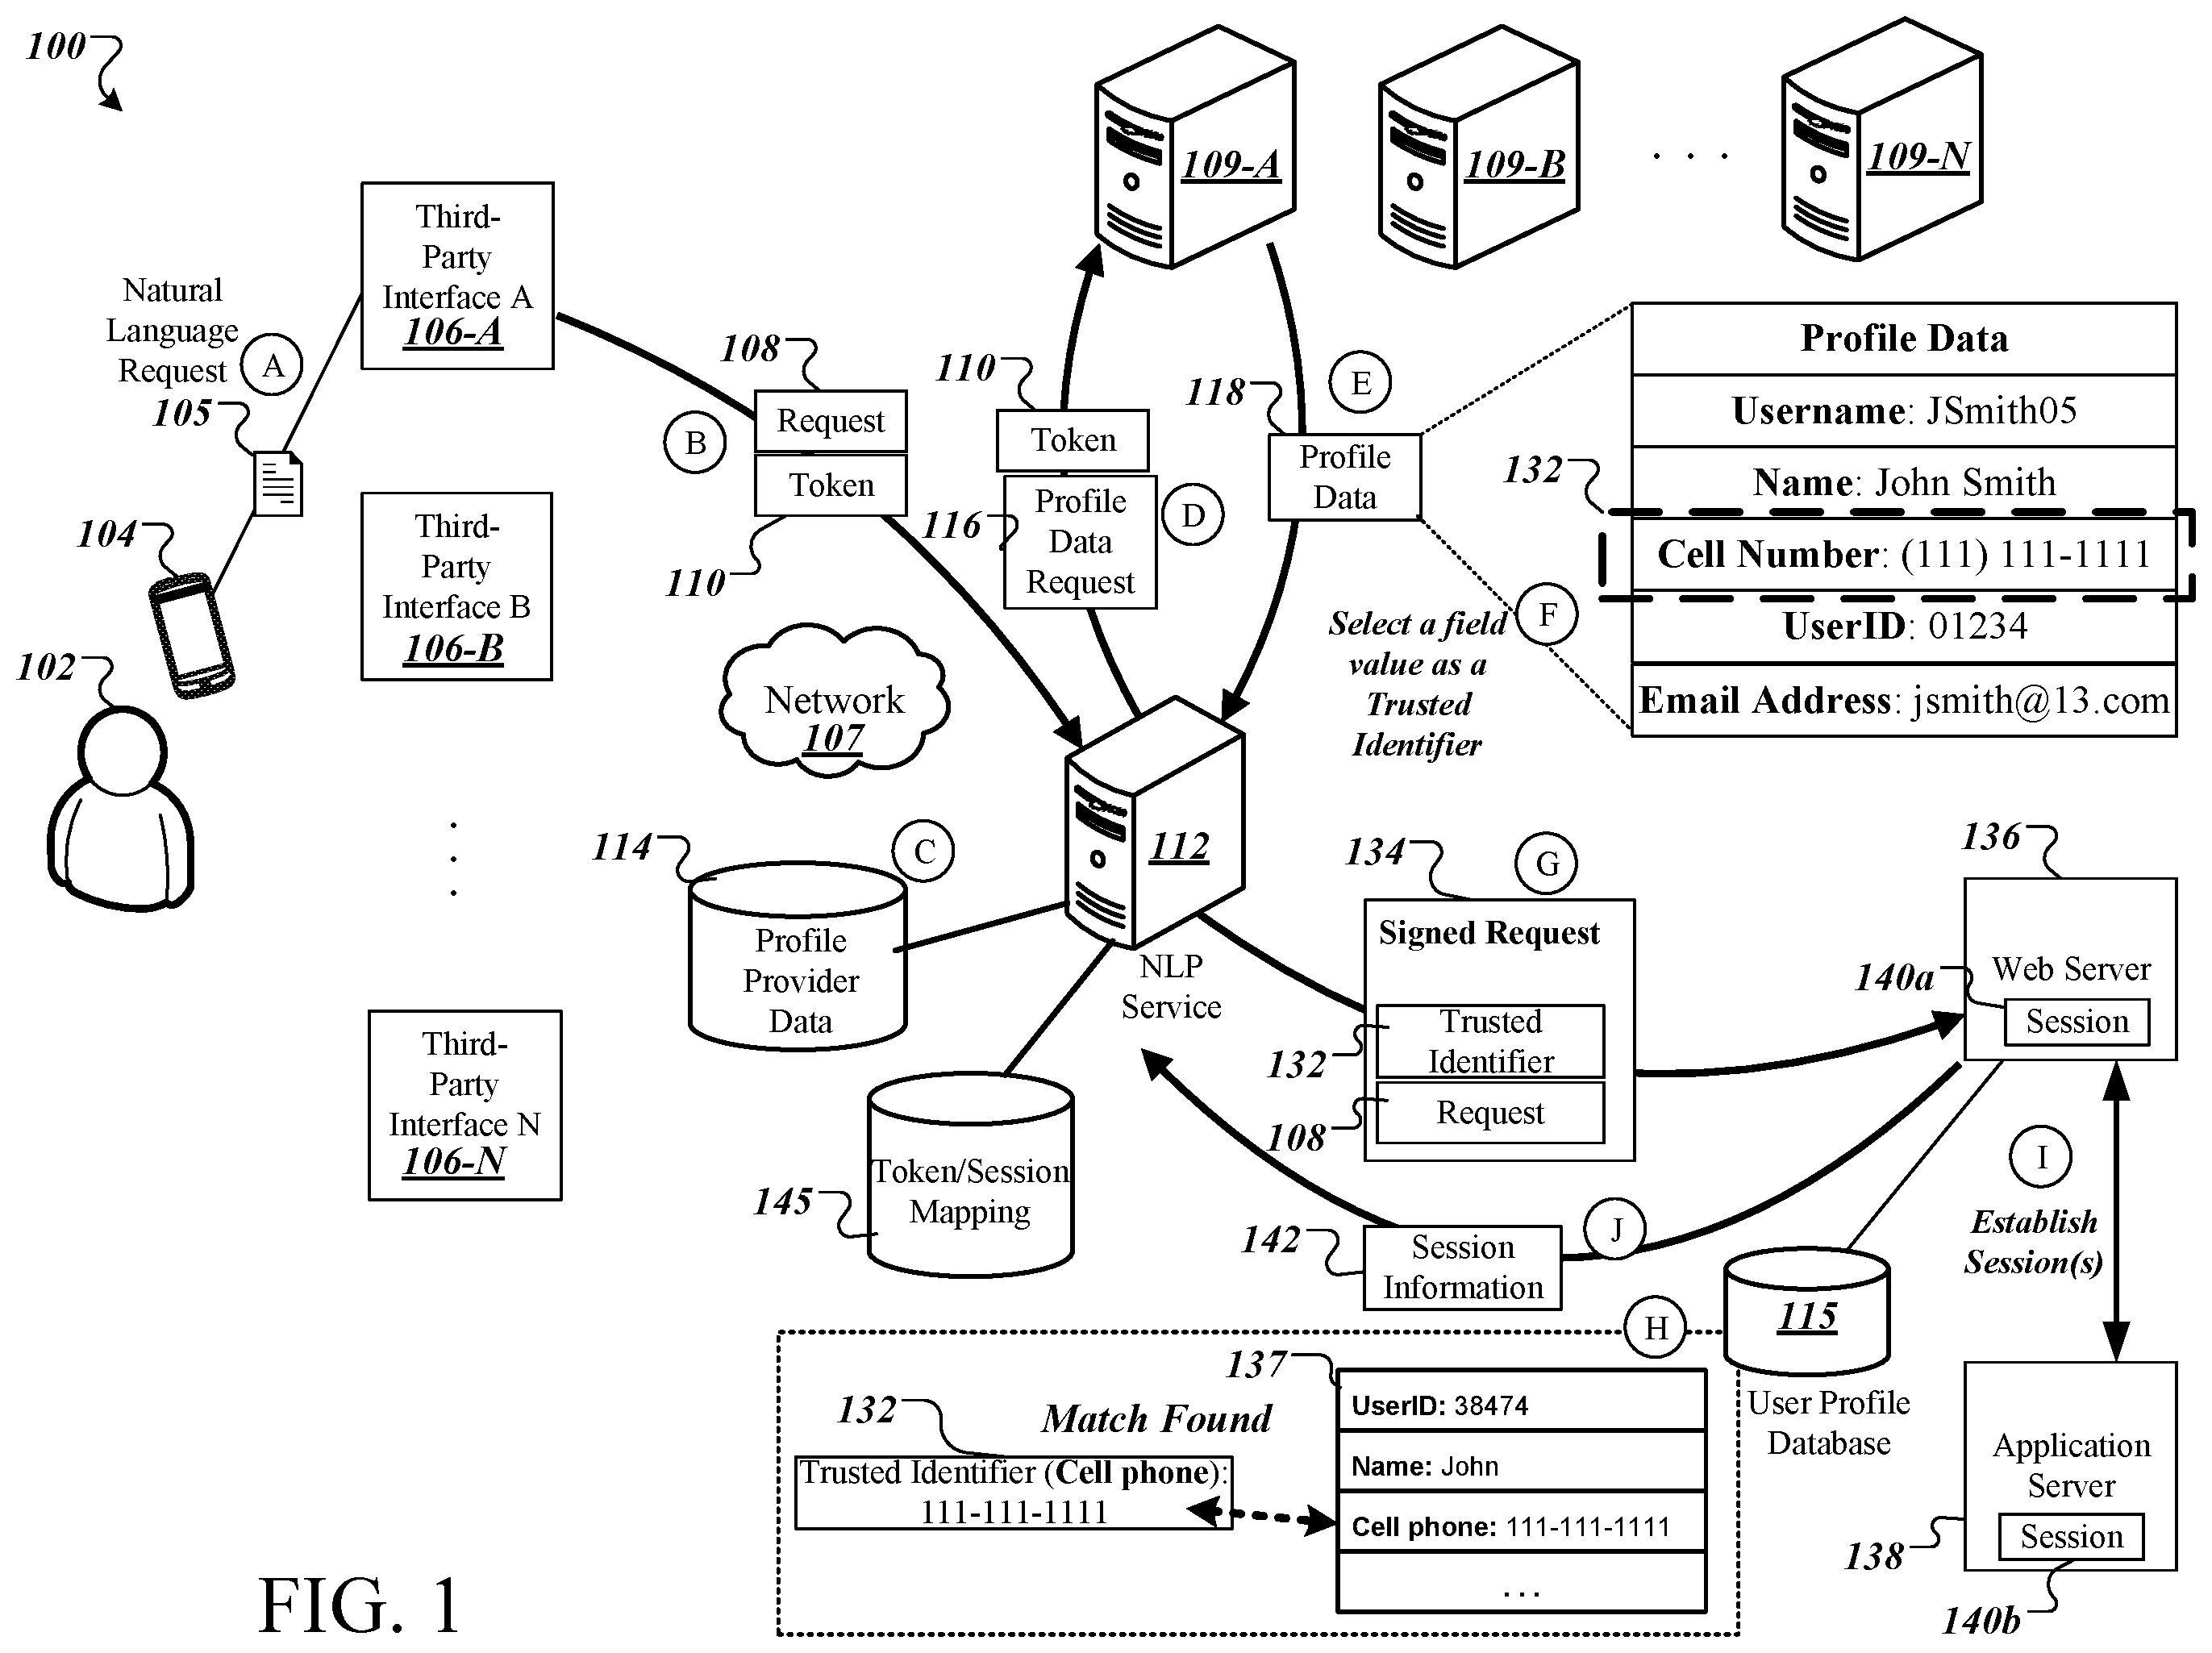 100
109-A
109-B
. . .
109-N
Third-
Party
Interface A
106-A
Natural
Language
Request
A
105
108
Request
B
Token
110
110
Token
Profile
Data
Request
116
D
118
E
Profile
Data
Profile Data
Username: JSmith05
Name: John Smith
132
Cell Number: (111) 111-1111
UserID: 01234
Email Address: jsmith@13.com
F
Select a field
value as a
Trusted
Identifier
104
Third-
Party
Interface B
106-B
102
Network
107
112
NLP
Service
114
C
Profile
Provider
Data
134
G
Signed Request
Trusted
Identifier
132
Request
108
136
Web Server
140a
Session
Third-
Party
Interface N
106-N
145
Token/Session
Mapping
I
Establish
Session(s)
142
J
Session
Information
115
User Profile
Database
H
137
UserID: 38474
Name: John
Cell phone: 111-111-1111
. . .
132
Match Found
Trusted Identifier (Cell phone):
111-111-1111
Application
Server
138
Session
140b
FIG. 1